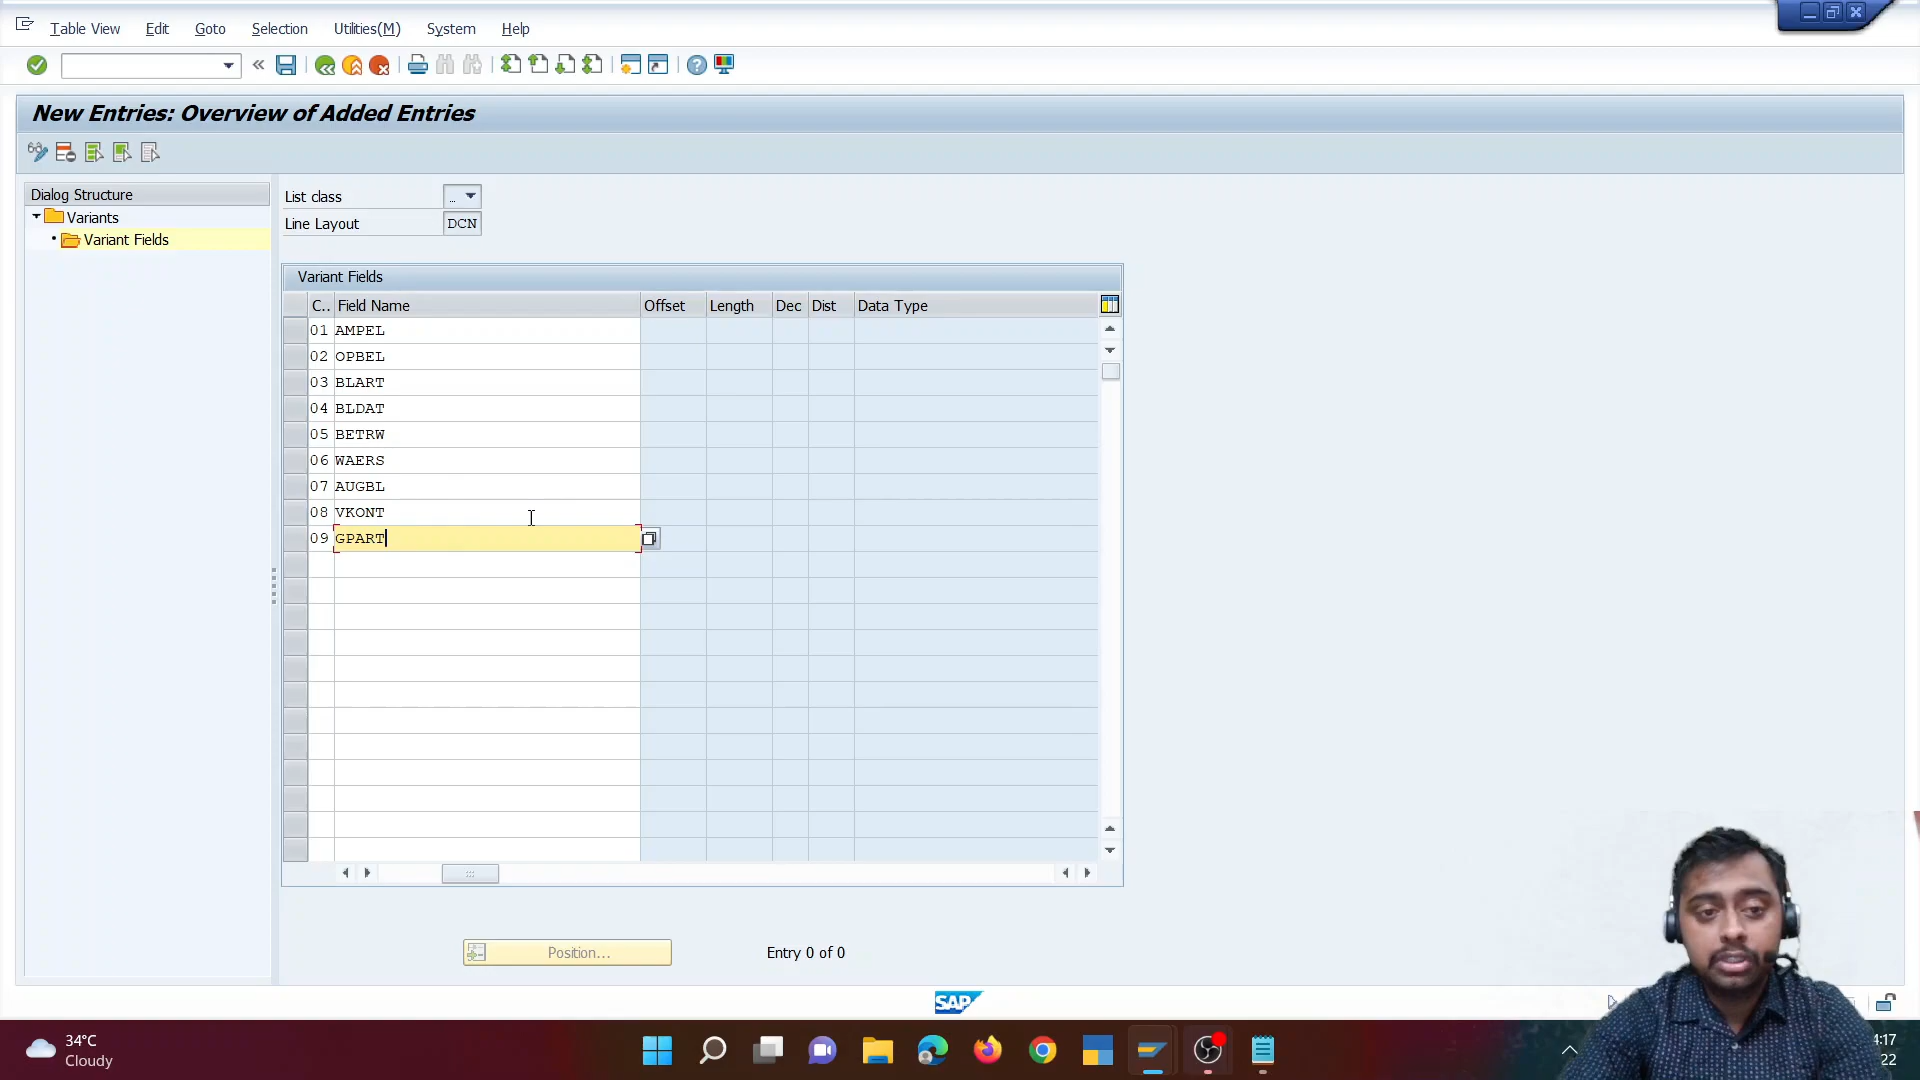 Table View Edit Goto Selection Utilities(M) System Help
New Entries: Overview of Added Entries
Dialog Structure
Variants
Variant Fields
List class ...
Line Layout DCN
Variant Fields
C.. Field Name Offset Length Dec Dist Data Type
01 AMPEL
02 OPBEL
03 BLART
04 BLDAT
05 BETRW
06 WAERS
07 AUGBL
08 VKONT
09 GPART
Position... Entry 0 of 0
SAP
34°C
Cloudy
4:17
22